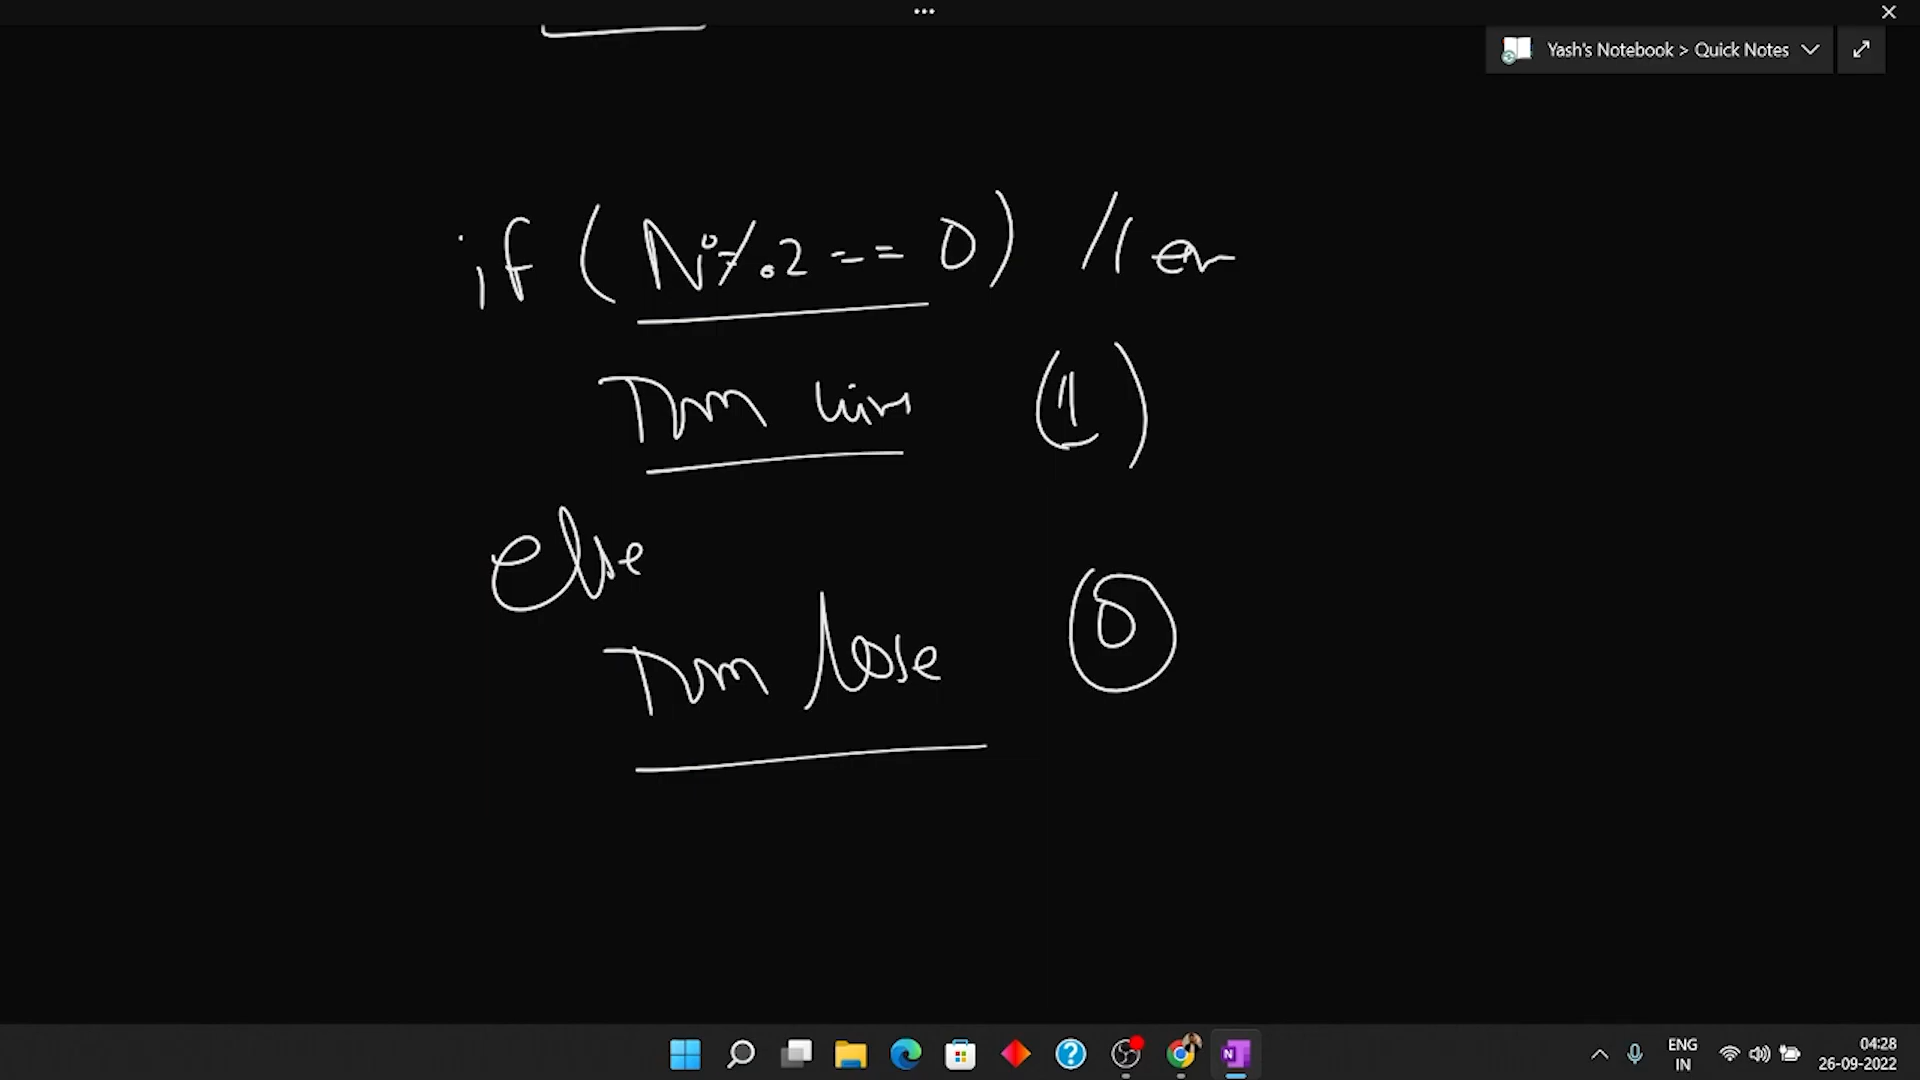 Yash's Notebook > Quick Notes
if (N%2 == 0) // ev
Tom wins (1)
Else
Tom lose 0
ENG
IN
04:28
26-09-2022